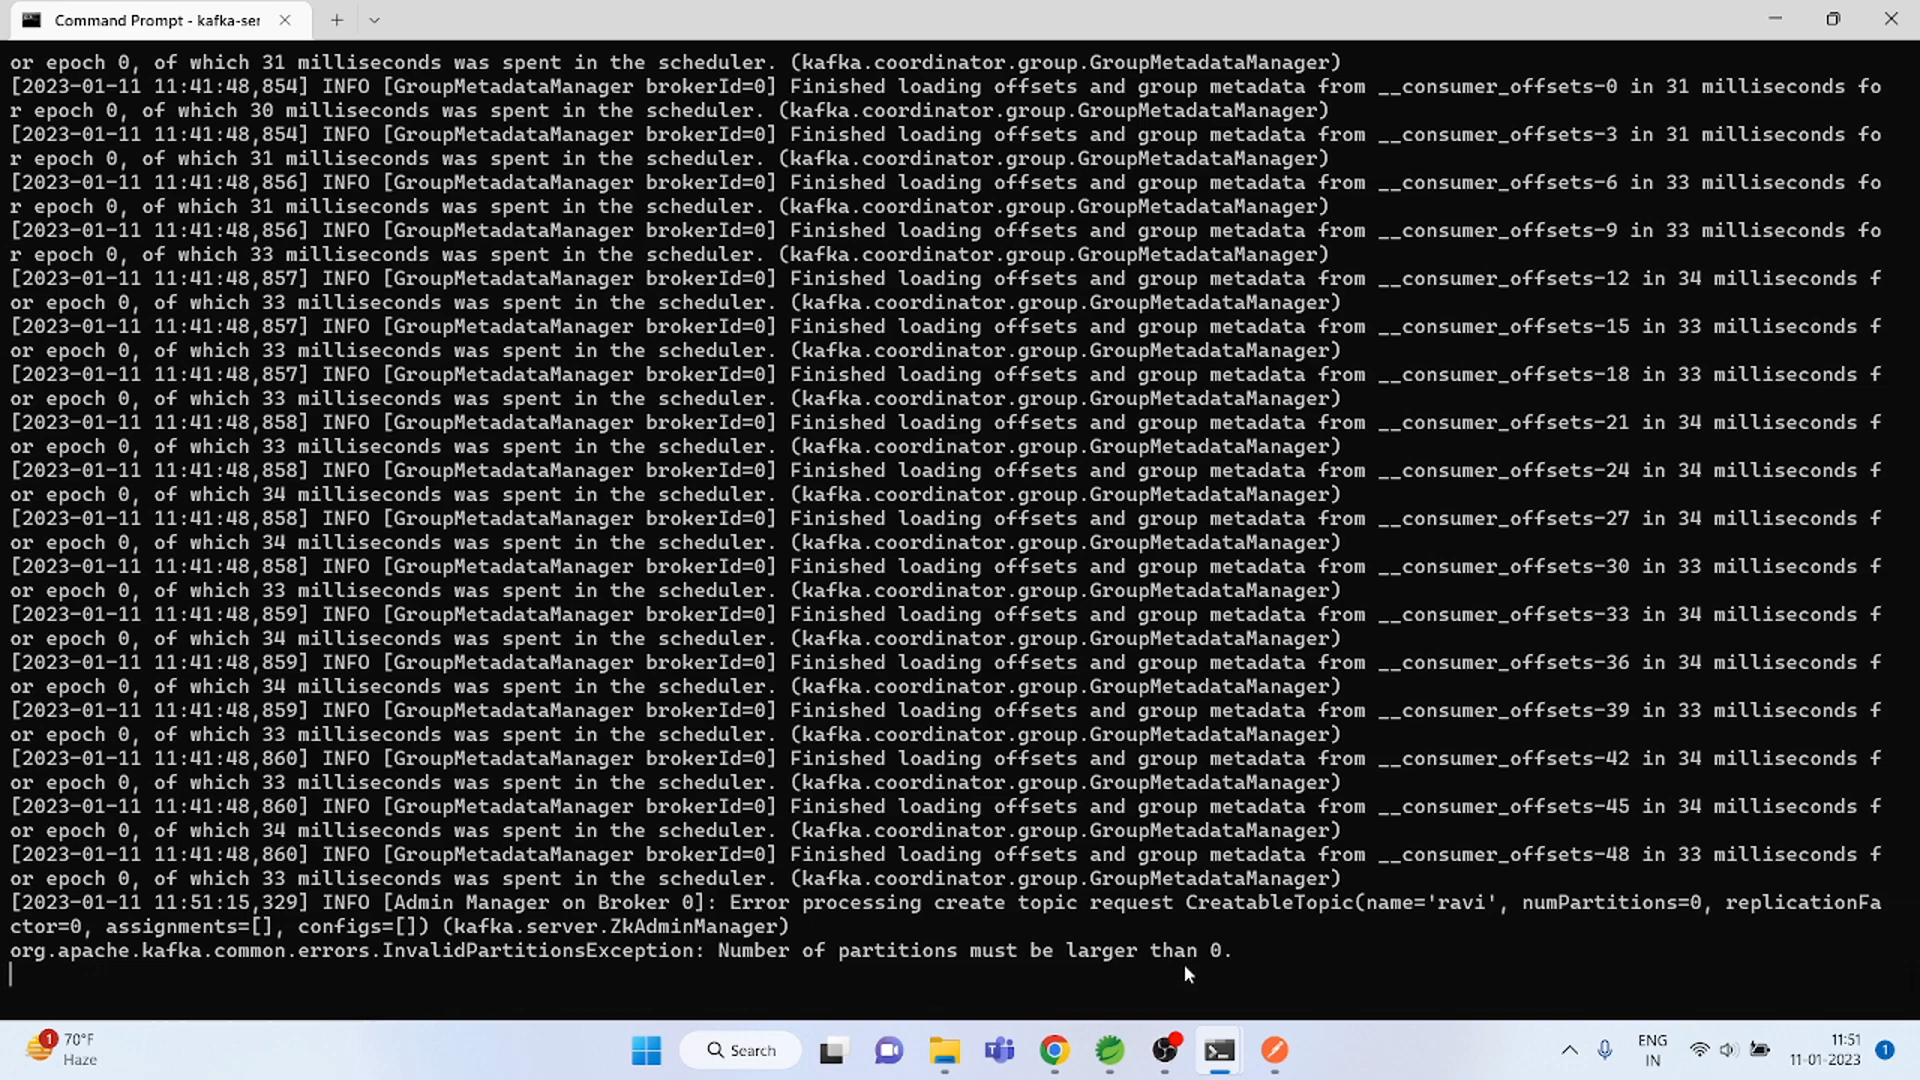 Command Prompt - kafka-ser
or epoch 0, of which 31 milliseconds was spent in the scheduler. (kafka.coordinator.group.GroupMetadataManager)
[2023-01-11 11:41:48,854] INFO [GroupMetadataManager brokerId=0] Finished loading offsets and group metadata from __consumer_offsets-0 in 31 milliseconds fo
r epoch 0, of which 30 milliseconds was spent in the scheduler. (kafka.coordinator.group.GroupMetadataManager)
[2023-01-11 11:41:48,854] INFO [GroupMetadataManager brokerId=0] Finished loading offsets and group metadata from __consumer_offsets-3 in 31 milliseconds fo
r epoch 0, of which 31 milliseconds was spent in the scheduler. (kafka.coordinator.group.GroupMetadataManager)
[2023-01-11 11:41:48,856] INFO [GroupMetadataManager brokerId=0] Finished loading offsets and group metadata from __consumer_offsets-6 in 33 milliseconds fo
r epoch 0, of which 31 milliseconds was spent in the scheduler. (kafka.coordinator.group.GroupMetadataManager)
[2023-01-11 11:41:48,856] INFO [GroupMetadataManager brokerId=0] Finished loading offsets and group metadata from __consumer_offsets-9 in 33 milliseconds fo
r epoch 0, of which 33 milliseconds was spent in the scheduler. (kafka.coordinator.group.GroupMetadataManager)
[2023-01-11 11:41:48,857] INFO [GroupMetadataManager brokerId=0] Finished loading offsets and group metadata from __consumer_offsets-12 in 34 milliseconds f
or epoch 0, of which 33 milliseconds was spent in the scheduler. (kafka.coordinator.group.GroupMetadataManager)
[2023-01-11 11:41:48,857] INFO [GroupMetadataManager brokerId=0] Finished loading offsets and group metadata from __consumer_offsets-15 in 33 milliseconds f
or epoch 0, of which 33 milliseconds was spent in the scheduler. (kafka.coordinator.group.GroupMetadataManager)
[2023-01-11 11:41:48,857] INFO [GroupMetadataManager brokerId=0] Finished loading offsets and group metadata from __consumer_offsets-18 in 33 milliseconds f
or epoch 0, of which 33 milliseconds was spent in the scheduler. (kafka.coordinator.group.GroupMetadataManager)
[2023-01-11 11:41:48,858] INFO [GroupMetadataManager brokerId=0] Finished loading offsets and group metadata from __consumer_offsets-21 in 34 milliseconds f
or epoch 0, of which 33 milliseconds was spent in the scheduler. (kafka.coordinator.group.GroupMetadataManager)
[2023-01-11 11:41:48,858] INFO [GroupMetadataManager brokerId=0] Finished loading offsets and group metadata from __consumer_offsets-24 in 34 milliseconds f
or epoch 0, of which 34 milliseconds was spent in the scheduler. (kafka.coordinator.group.GroupMetadataManager)
[2023-01-11 11:41:48,858] INFO [GroupMetadataManager brokerId=0] Finished loading offsets and group metadata from __consumer_offsets-27 in 34 milliseconds f
or epoch 0, of which 34 milliseconds was spent in the scheduler. (kafka.coordinator.group.GroupMetadataManager)
[2023-01-11 11:41:48,858] INFO [GroupMetadataManager brokerId=0] Finished loading offsets and group metadata from __consumer_offsets-30 in 33 milliseconds f
or epoch 0, of which 33 milliseconds was spent in the scheduler. (kafka.coordinator.group.GroupMetadataManager)
[2023-01-11 11:41:48,859] INFO [GroupMetadataManager brokerId=0] Finished loading offsets and group metadata from __consumer_offsets-33 in 34 milliseconds f
or epoch 0, of which 34 milliseconds was spent in the scheduler. (kafka.coordinator.group.GroupMetadataManager)
[2023-01-11 11:41:48,859] INFO [GroupMetadataManager brokerId=0] Finished loading offsets and group metadata from __consumer_offsets-36 in 34 milliseconds f
or epoch 0, of which 34 milliseconds was spent in the scheduler. (kafka.coordinator.group.GroupMetadataManager)
[2023-01-11 11:41:48,859] INFO [GroupMetadataManager brokerId=0] Finished loading offsets and group metadata from __consumer_offsets-39 in 33 milliseconds f
or epoch 0, of which 33 milliseconds was spent in the scheduler. (kafka.coordinator.group.GroupMetadataManager)
[2023-01-11 11:41:48,860] INFO [GroupMetadataManager brokerId=0] Finished loading offsets and group metadata from __consumer_offsets-42 in 34 milliseconds f
or epoch 0, of which 33 milliseconds was spent in the scheduler. (kafka.coordinator.group.GroupMetadataManager)
[2023-01-11 11:41:48,860] INFO [GroupMetadataManager brokerId=0] Finished loading offsets and group metadata from __consumer_offsets-45 in 34 milliseconds f
or epoch 0, of which 34 milliseconds was spent in the scheduler. (kafka.coordinator.group.GroupMetadataManager)
[2023-01-11 11:41:48,860] INFO [GroupMetadataManager brokerId=0] Finished loading offsets and group metadata from __consumer_offsets-48 in 33 milliseconds f
or epoch 0, of which 33 milliseconds was spent in the scheduler. (kafka.coordinator.group.GroupMetadataManager)
[2023-01-11 11:51:15,329] INFO [Admin Manager on Broker 0]: Error processing create topic request CreatableTopic(name='ravi', numPartitions=0, replicationFa
ctor=0, assignments=[], configs=[]) (kafka.server.ZkAdminManager)
org.apache.kafka.common.errors.InvalidPartitionsException: Number of partitions must be larger than 0.
1
70°F
Haze
Search
ENG
IN
11:51
11-01-2023
1